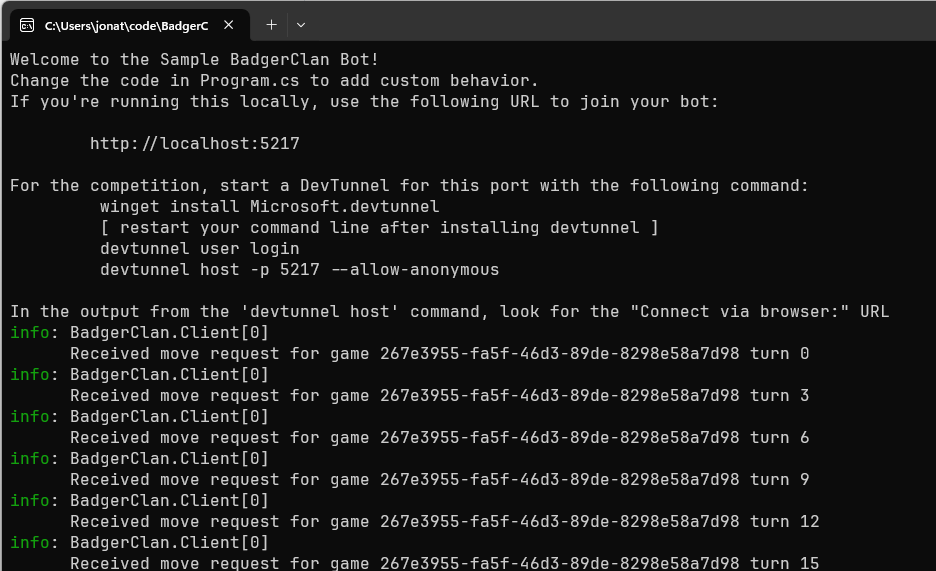 C:\Users\jonat\code\BadgerC
Welcome to the Sample BadgerClan Bot!
Change the code in Program.cs to add custom behavior.
If you're running this locally, use the following URL to join your bot:
http://localhost:5217
For the competition, start a DevTunnel for this port with the following command:
winget install Microsoft.devtunnel
[ restart your command line after installing devtunnel ]
devtunnel user login
devtunnel host -p 5217 --allow-anonymous
In the output from the 'devtunnel host' command, look for the "Connect via browser:" URL
info: BadgerClan.Client[0]
Received move request for game 267e3955-fa5f-46d3-89de-8298e58a7d98 turn 0
info: BadgerClan.Client[0]
Received move request for game 267e3955-fa5f-46d3-89de-8298e58a7d98 turn 3
info: BadgerClan.Client[0]
Received move request for game 267e3955-fa5f-46d3-89de-8298e58a7d98 turn 6
info: BadgerClan.Client[0]
Received move request for game 267e3955-fa5f-46d3-89de-8298e58a7d98 turn 9
info: BadgerClan.Client[0]
Received move request for game 267e3955-fa5f-46d3-89de-8298e58a7d98 turn 12
info: BadgerClan.Client[0]
Received move request for game 267e3955-fa5f-46d3-89de-8298e58a7d98 turn 15